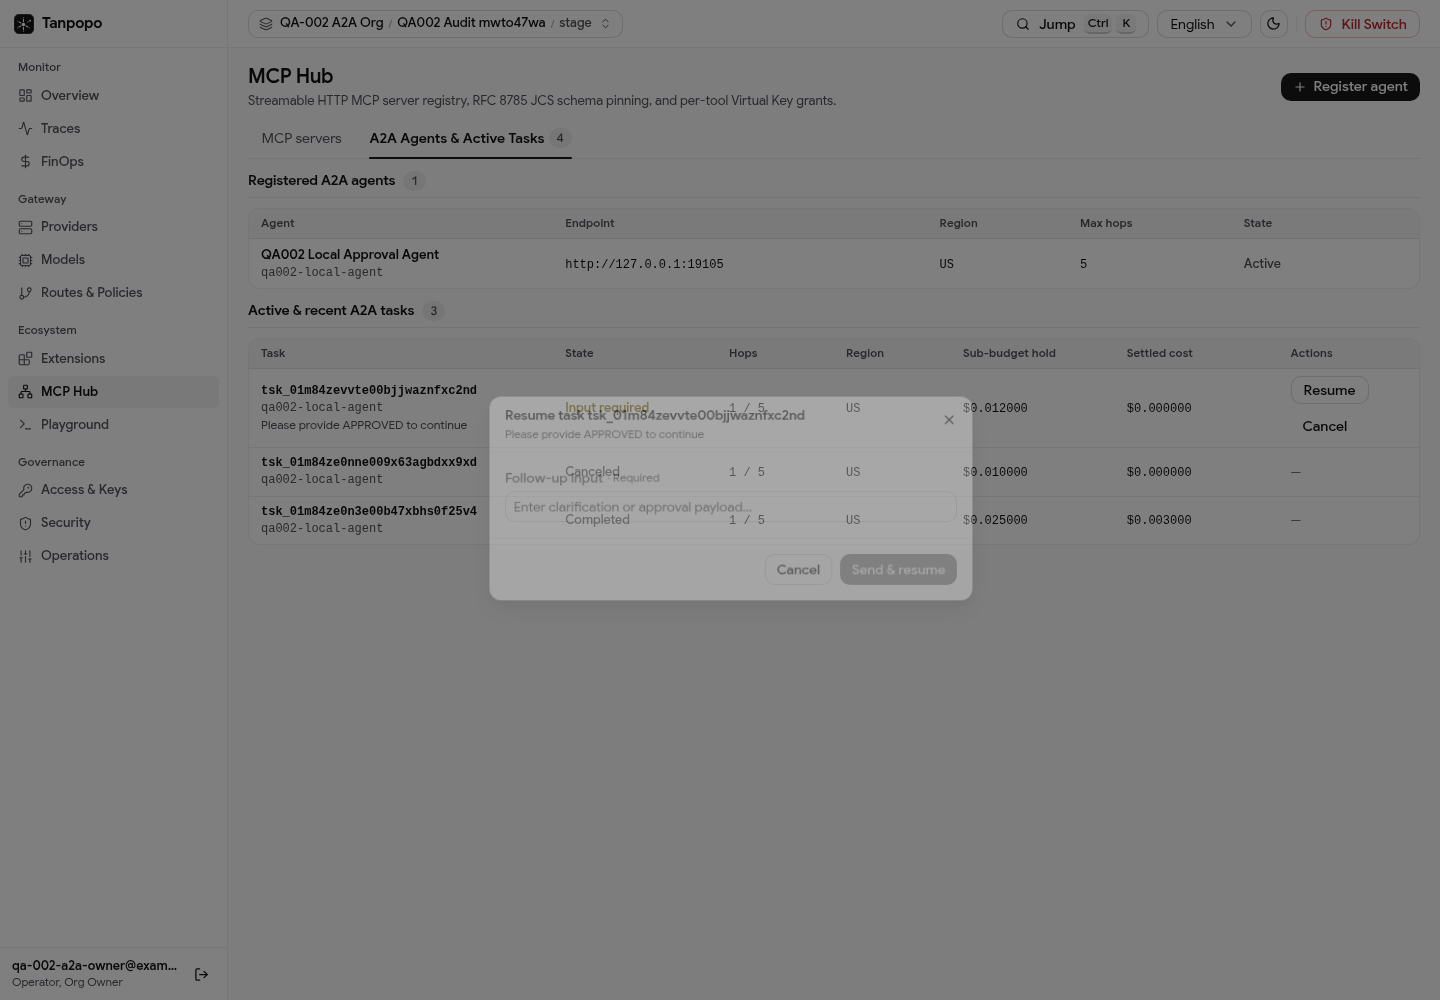 Tanpopo
QA-002 A2A Org / QA002 Audit mwto47wa / stage
Jump Ctrl K
English
Kill Switch
Monitor
Overview
Traces
FinOps
Gateway
Providers
Models
Routes & Policies
Ecosystem
Extensions
MCP Hub
Playground
Governance
Access & Keys
Security
Operations
qa-002-a2a-owner@exam...
Operator, Org Owner
MCP Hub
Streamable HTTP MCP server registry, RFC 8785 JCS schema pinning, and per-tool Virtual Key grants.
+ Register agent
MCP servers
A2A Agents & Active Tasks 4
Registered A2A agents 1
Agent Endpoint Region Max hops State
QA002 Local Approval Agent
qa002-local-agent
http://127.0.0.1:19105 US 5 Active
Active & recent A2A tasks 3
Task State Hops Region Sub-budget hold Settled cost Actions
tsk_01m84zevvte00bjjwaznfxc2nd
qa002-local-agent
Please provide APPROVED to continue
Input required 1 / 5 US $0.012000 $0.000000
Resume
Cancel
tsk_01m84ze0nne009x63agbdxx9xd
qa002-local-agent
Canceled 1 / 5 US $0.010000 $0.000000 —
tsk_01m84ze0n3e00b47xbhs0f25v4
qa002-local-agent
Completed 1 / 5 US $0.025000 $0.003000 —
Resume task tsk_01m84zevvte00bjjwaznfxc2nd
Please provide APPROVED to continue
Follow-up input · Required
Enter clarification or approval payload...
Cancel
Send & resume